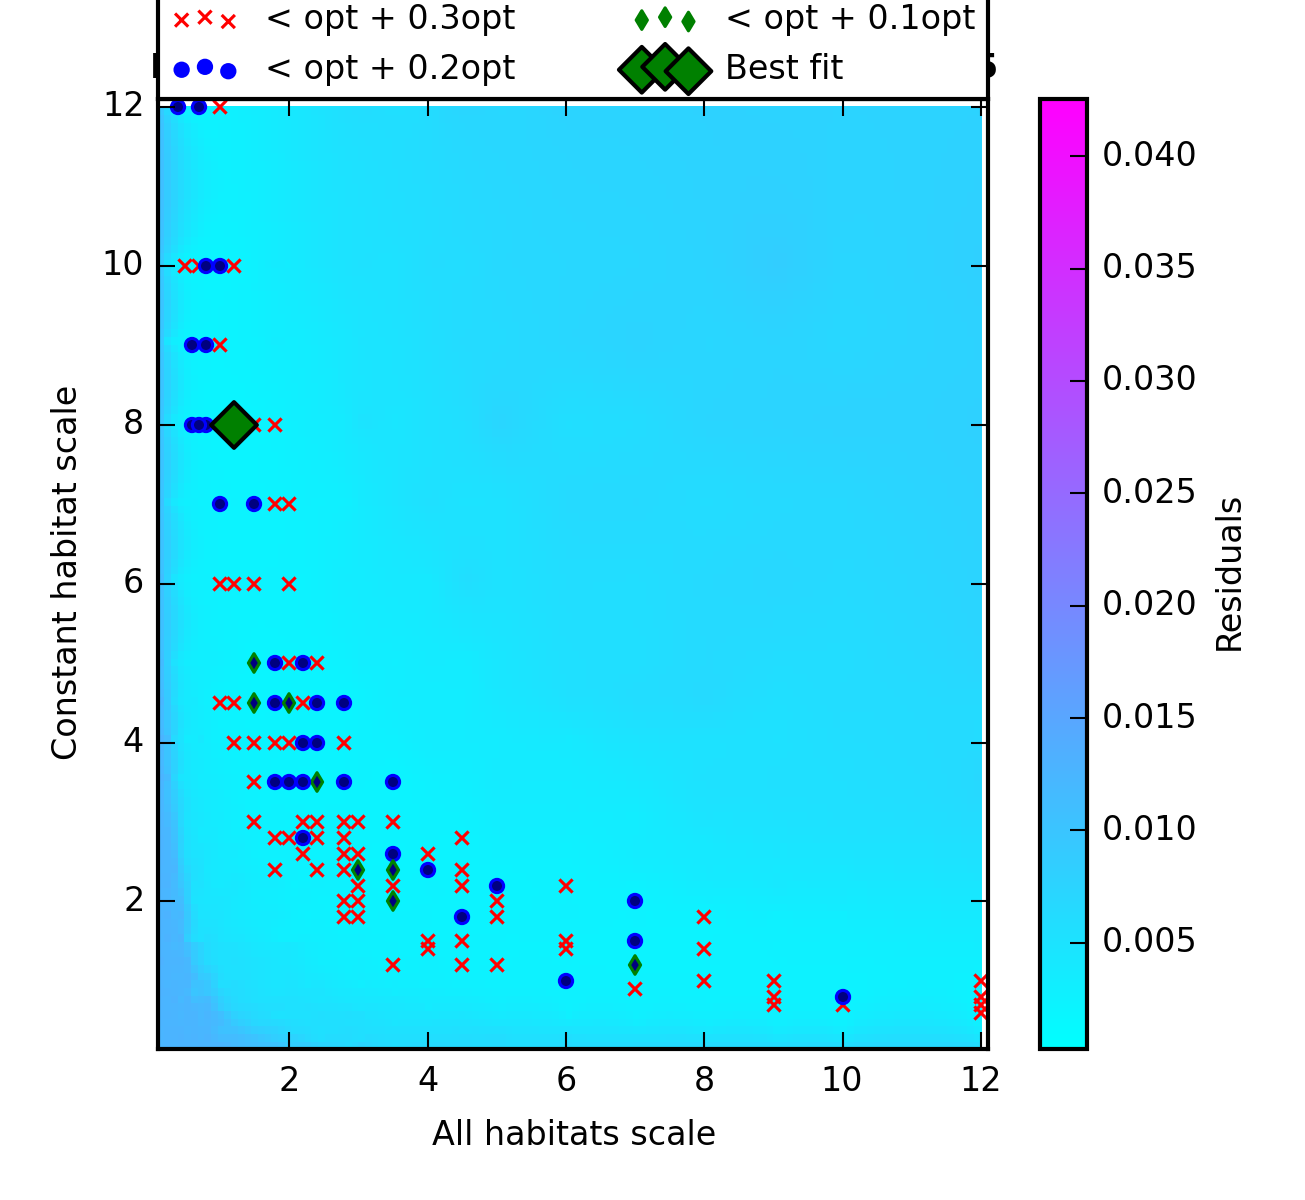 < opt + 0.3opt
< opt + 0.1opt
< opt + 0.2opt
Best fit
12
10
8
6
4
2
Constant habitat scale
2 4 6 8 10 12
All habitats scale
0.040
0.035
0.030
0.025
0.020
0.015
0.010
0.005
Residuals